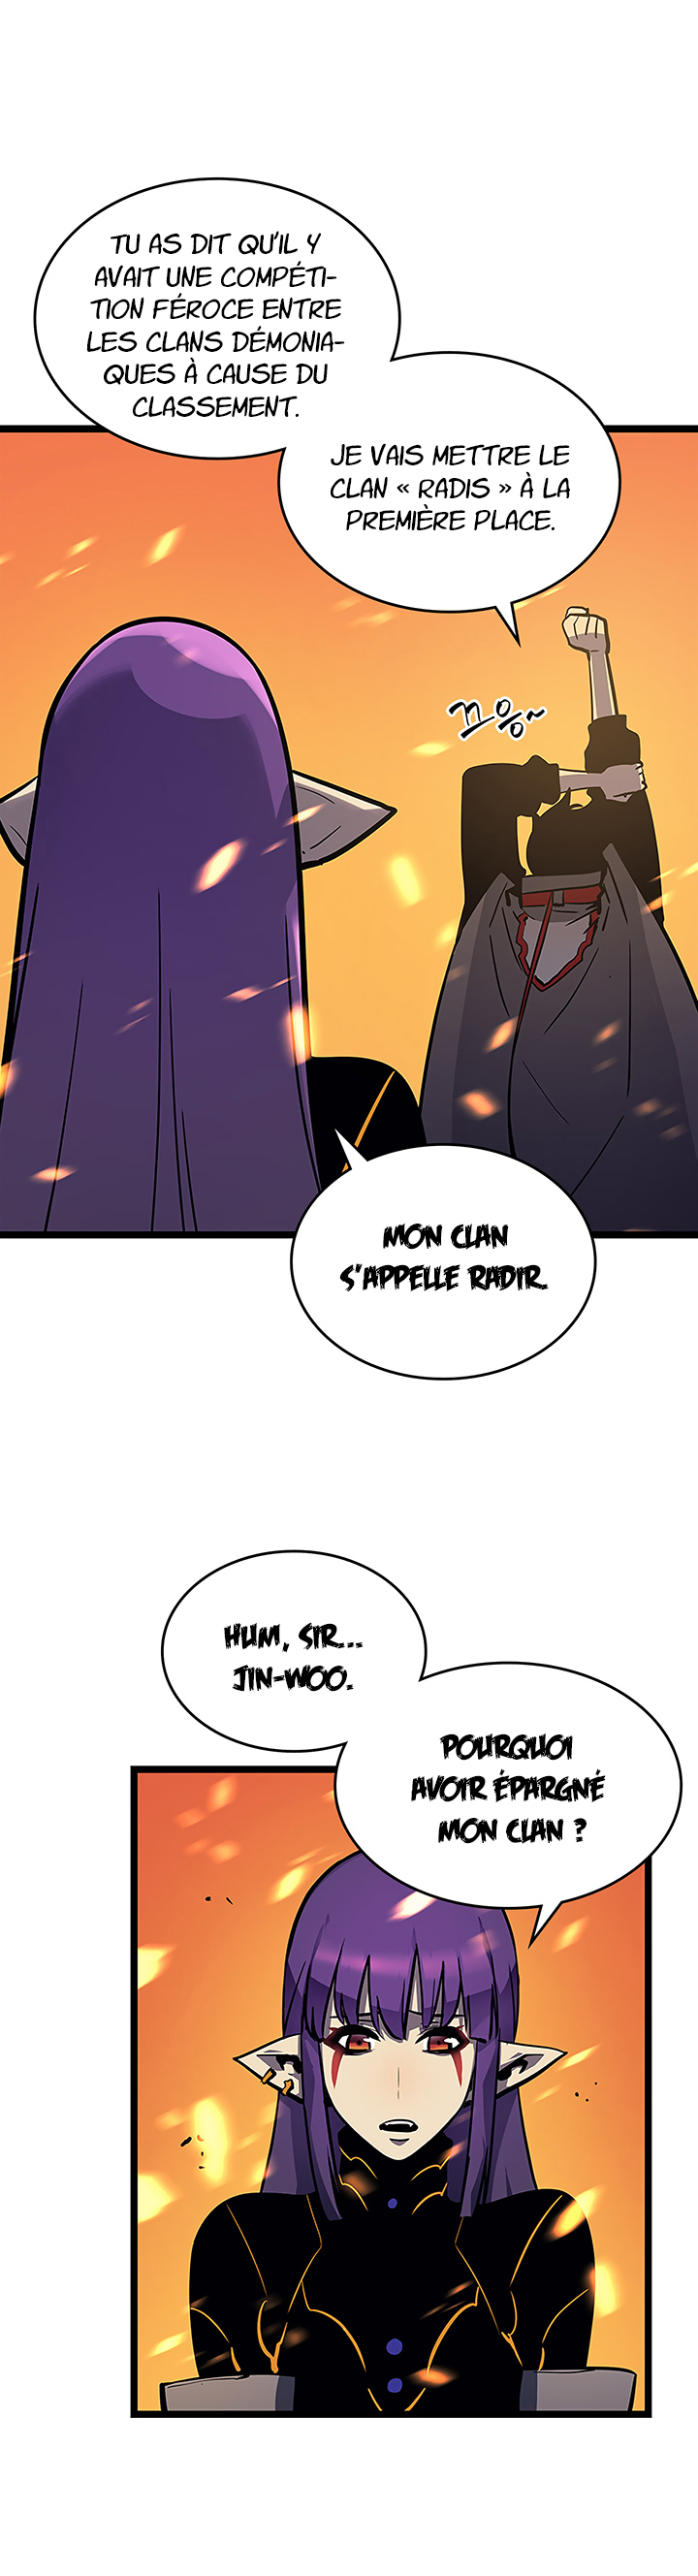 TU AS DIT QU'IL Y
AVAIT UNE COMPÉTI-
TION FÉROCE ENTRE
LES CLANS DÉMONIA-
QUES À CAUSE DU
CLASSEMENT.
JE VAIS METTRE LE
CLAN « RADIS » À LA
PREMIÈRE PLACE.
끄응~
MON CLAN
S'APPELLE RADIR.
HUM, SIR...
JIN-WOO.
POURQUOI
AVOIR ÉPARGNÉ
MON CLAN ?